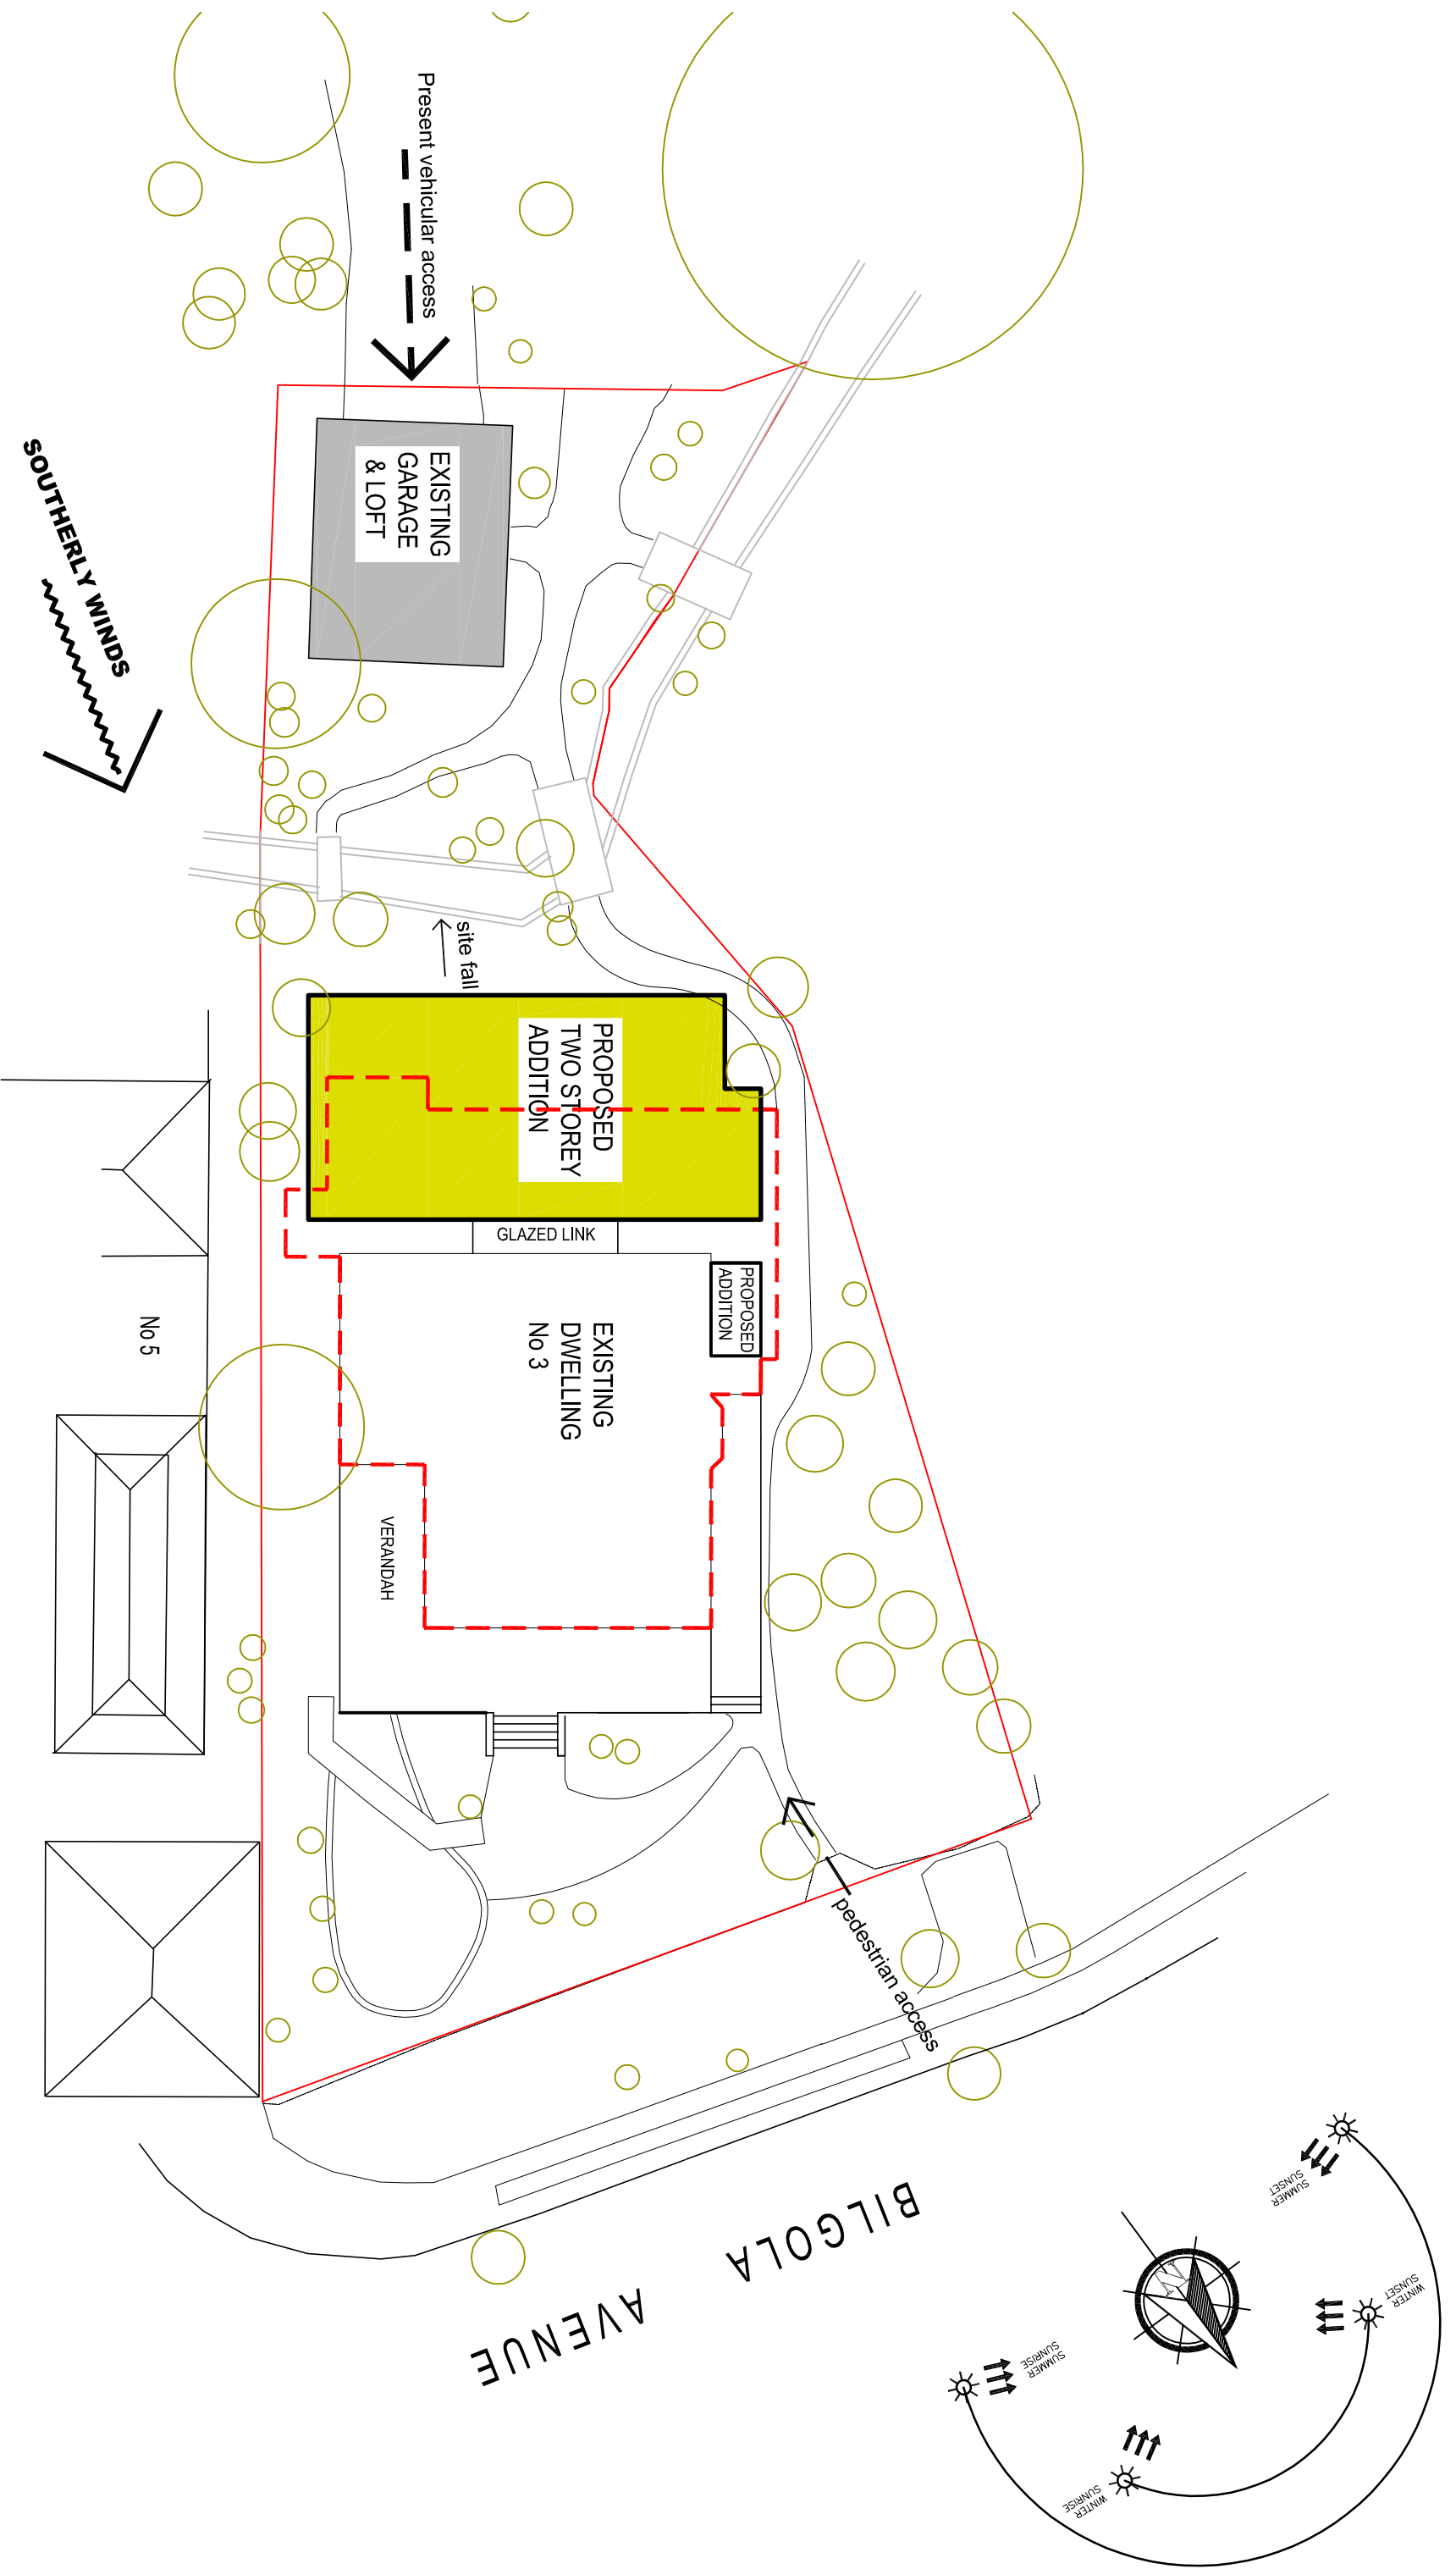 Present vehicular access
EXISTING
GARAGE
& LOFT
SOUTHERLY WINDS
site fall
PROPOSED
TWO STOREY
ADDITION
GLAZED LINK
PROPOSED
ADDITION
EXISTING
DWELLING
No 3
No 5
VERANDAH
pedestrian access
BILGOLA AVENUE
SUMMER
SUNSET
WINTER
SUNSET
N
SUMMER
SUNRISE
WINTER
SUNRISE